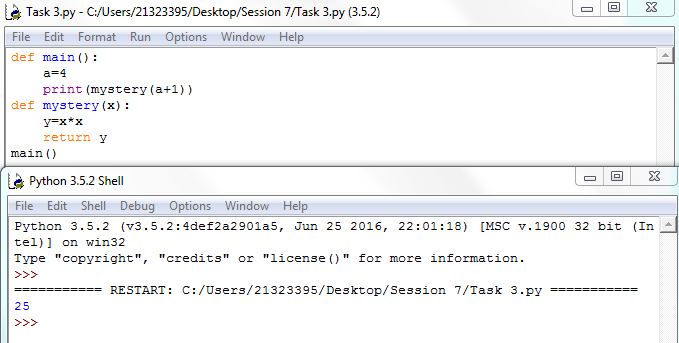 Task 3.py - C:/Users/21323395/Desktop/Session 7/Task 3.py (3.5.2)
File Edit Format Run Options Window Help
def main():
    a=4
    print(mystery(a+1))
def mystery(x):
    y=x*x
    return y
main()
Python 3.5.2 Shell
File Edit Shell Debug Options Window Help
Python 3.5.2 (v3.5.2:4def2a2901a5, Jun 25 2016, 22:01:18) [MSC v.1900 32 bit (In
tel)] on win32
Type "copyright", "credits" or "license()" for more information.
>>>
=========== RESTART: C:/Users/21323395/Desktop/Session 7/Task 3.py ===========
25
>>>